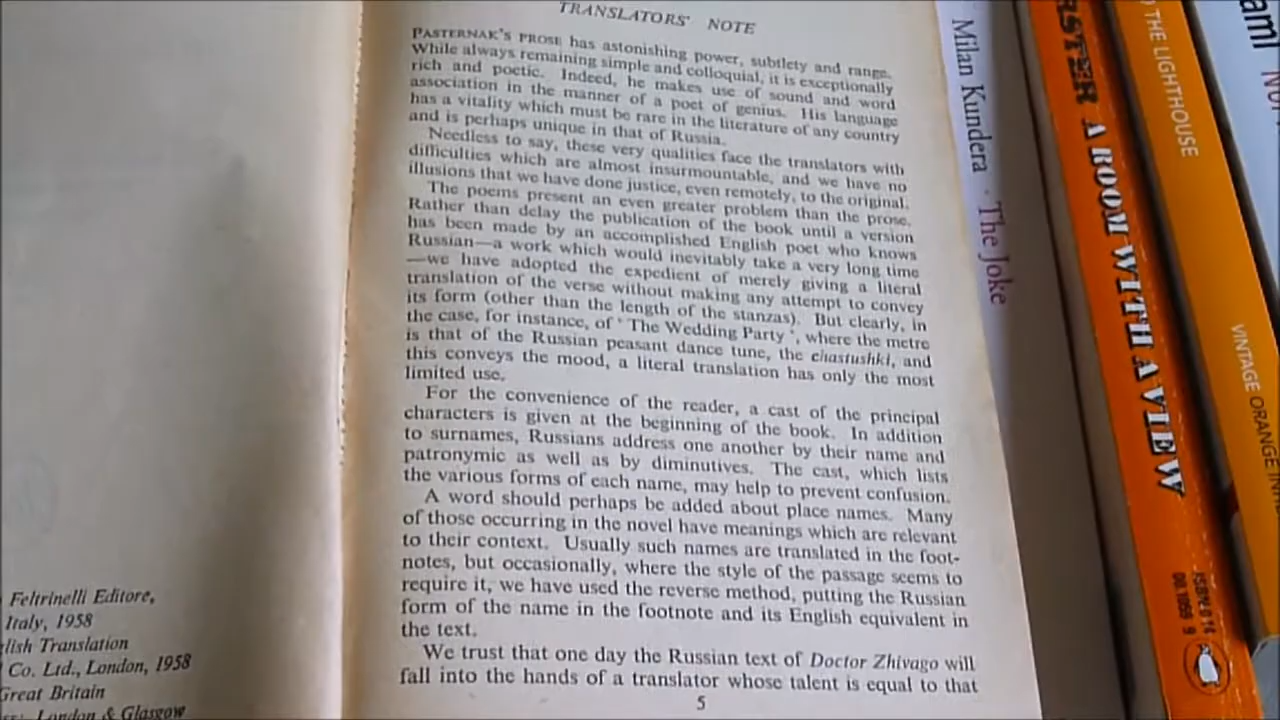 TRANSLATORS' NOTE
PASTERNAK'S PROSE has astonishing power, subtlety and range.
While always remaining simple and colloquial, it is exceptionally
rich and poetic. Indeed, he makes use of sound and word
association in the manner of a poet of genius. His language
has a vitality which must be rare in the literature of any country
and is perhaps unique in that of Russia.
Needless to say, these very qualities face the translators with
difficulties which are almost insurmountable, and we have no
illusions that we have done justice, even remotely, to the original.
The poems present an even greater problem than the prose.
Rather than delay the publication of the book until a version
has been made by an accomplished English poet who knows
Russian—a work which would inevitably take a very long time
—we have adopted the expedient of merely giving a literal
translation of the verse without making any attempt to convey
its form (other than the length of the stanzas). But clearly, in
the case, for instance, of ' The Wedding Party ', where the metre
is that of the Russian peasant dance tune, the chastushki, and
this conveys the mood, a literal translation has only the most
limited use.
For the convenience of the reader, a cast of the principal
characters is given at the beginning of the book. In addition
to surnames, Russians address one another by their name and
patronymic as well as by diminutives. The cast, which lists
the various forms of each name, may help to prevent confusion.
A word should perhaps be added about place names. Many
of those occurring in the novel have meanings which are relevant
to their context. Usually such names are translated in the foot-
notes, but occasionally, where the style of the passage seems to
require it, we have used the reverse method, putting the Russian
form of the name in the footnote and its English equivalent in
the text.
We trust that one day the Russian text of Doctor Zhivago will
fall into the hands of a translator whose talent is equal to that
5
Feltrinelli Editore,
Italy, 1958
lish Translation
Co. Ltd., London, 1958
Great Britain
London & Glasgow
Milan Kundera · The Joke
RSTER A ROOM WITH A VIEW
ISBN 0 14
00 1059 9
THE LIGHTHOUSE
VINTAGE ORANGE INH
ami